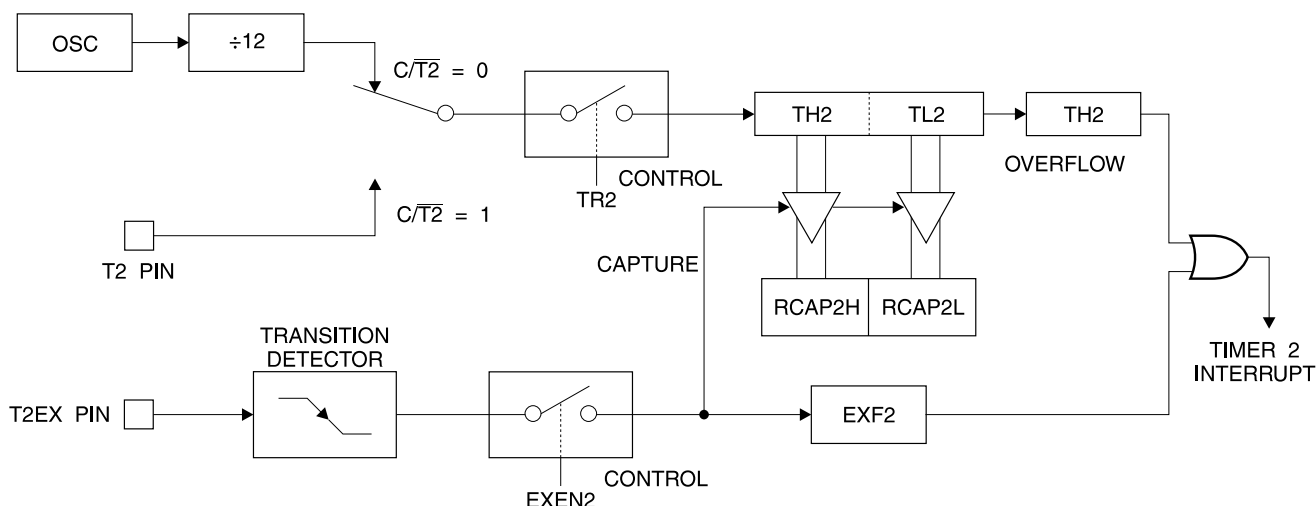 OSC
÷12
C/T2 = 0
TH2
TL2
TH2
OVERFLOW
CONTROL
TR2
C/T2 = 1
T2 PIN
CAPTURE
RCAP2H
RCAP2L
TRANSITION
DETECTOR
TIMER 2
INTERRUPT
T2EX PIN
EXF2
CONTROL
EXEN2